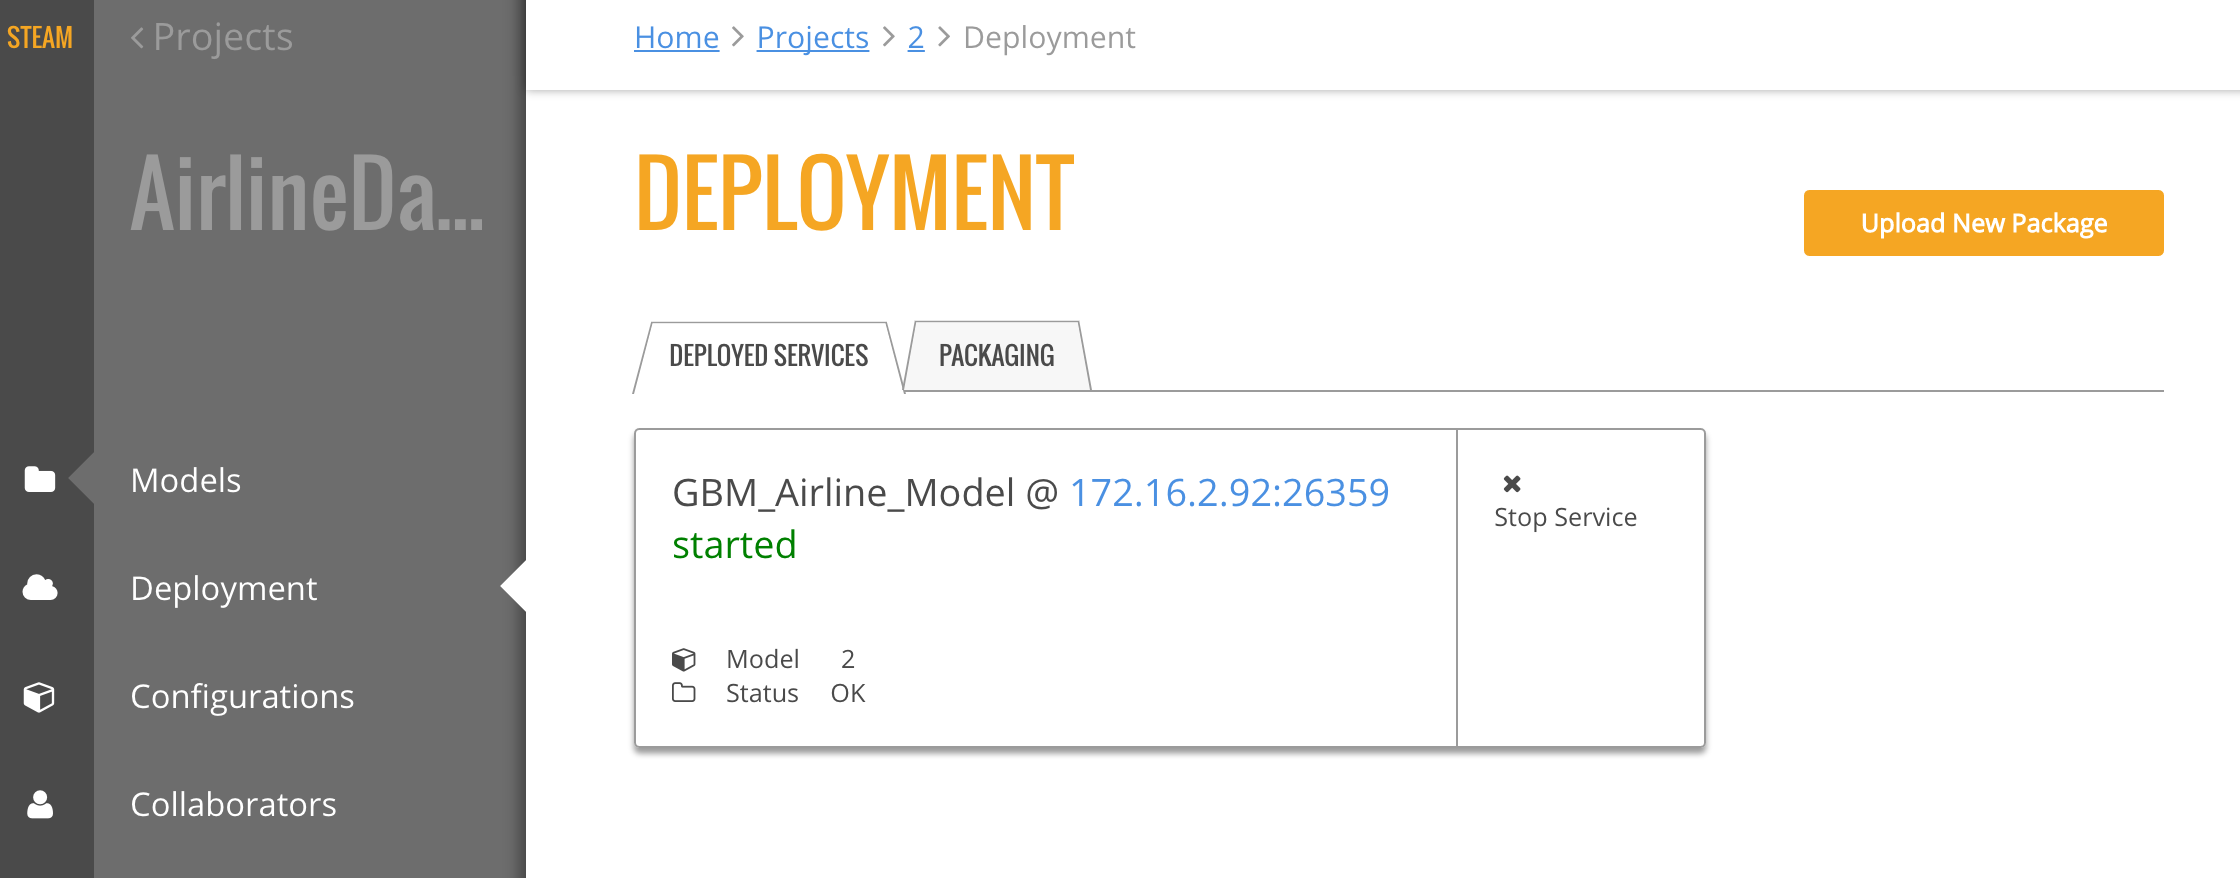 STEAM
Projects
AirlineDa...
Models
Deployment
Configurations
Collaborators
Home > Projects > 2 > Deployment
DEPLOYMENT
Upload New Package
DEPLOYED SERVICES
PACKAGING
GBM_Airline_Model @ 172.16.2.92:26359
started
Model 2
Status OK
Stop Service